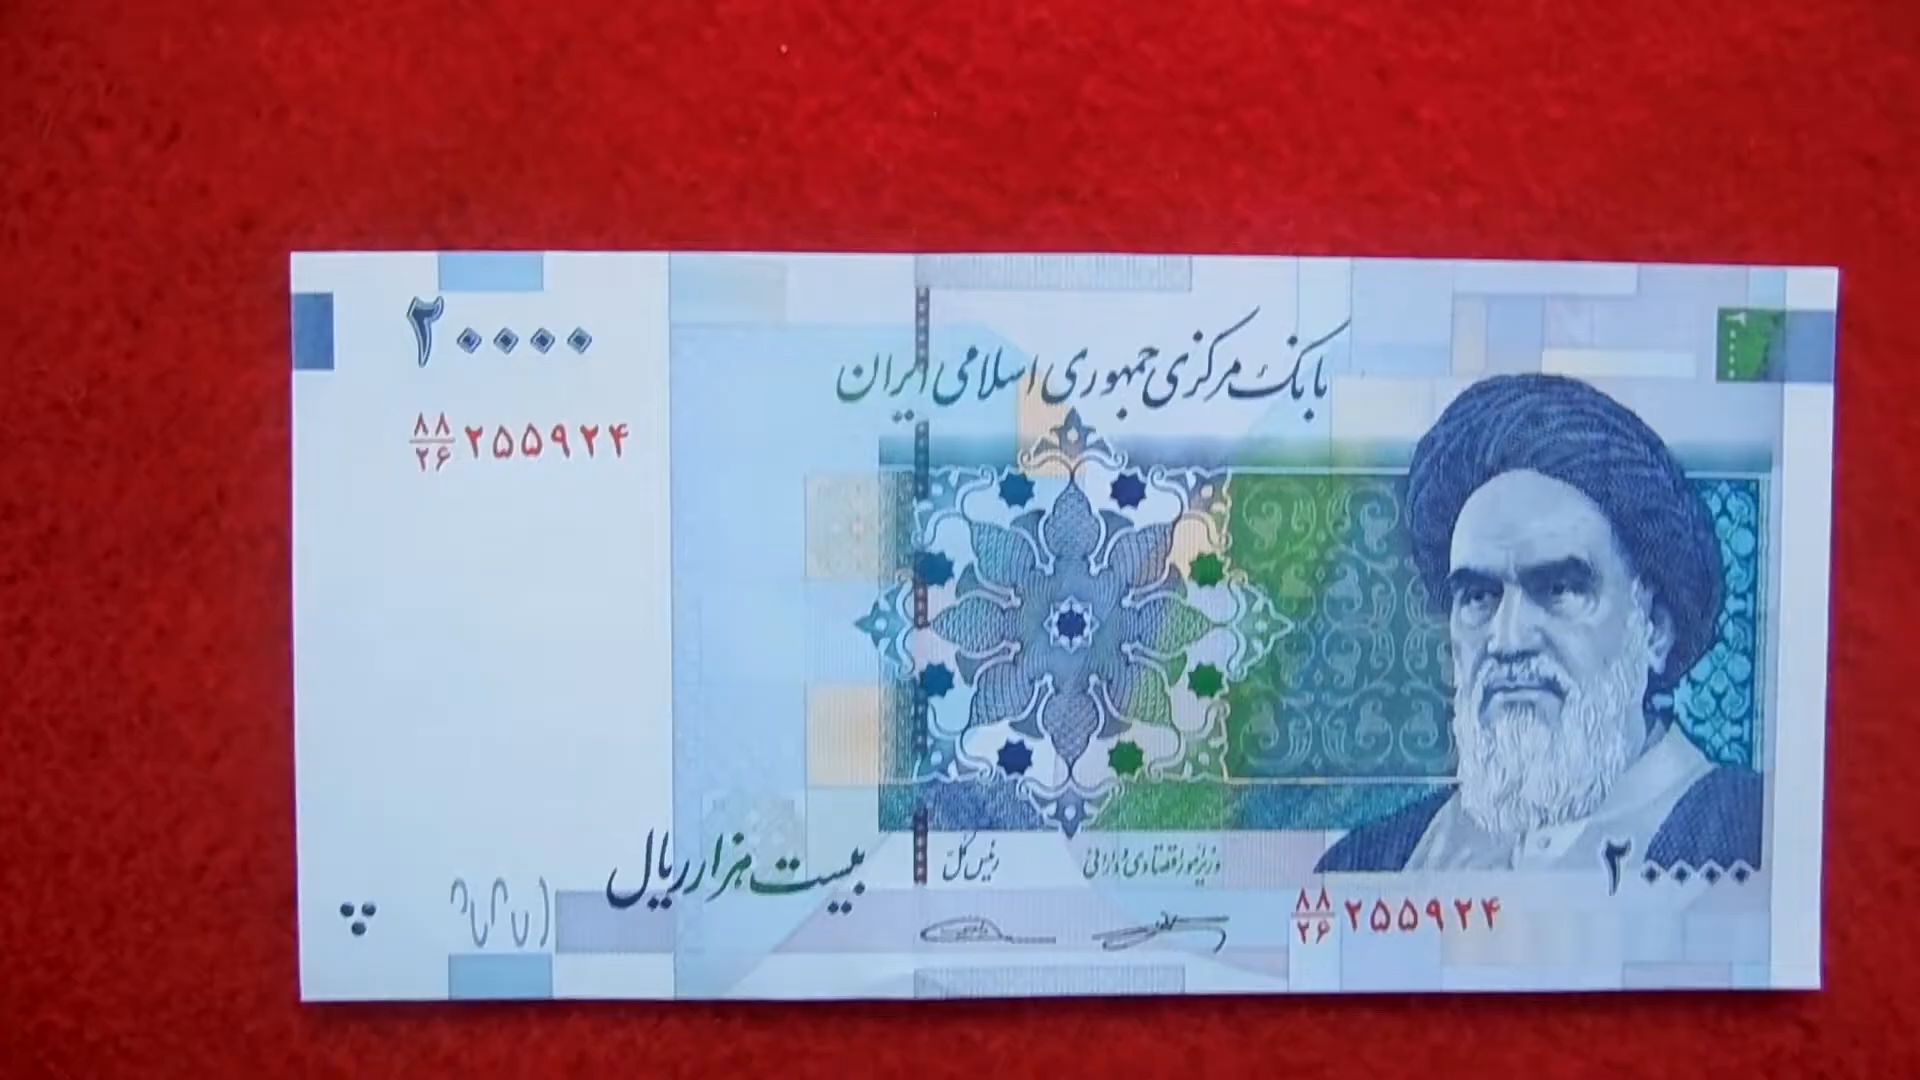 ۲۰۰۰۰
بانک مرکزی جمهوری اسلامی ایران
۸۸/۲۶ ۲۵۵۹۲۴
بیست هزار ریال
رئیس کل
وزیر امور اقتصادی و دارائی
۲۰۰۰۰
۸۸/۲۶ ۲۵۵۹۲۴